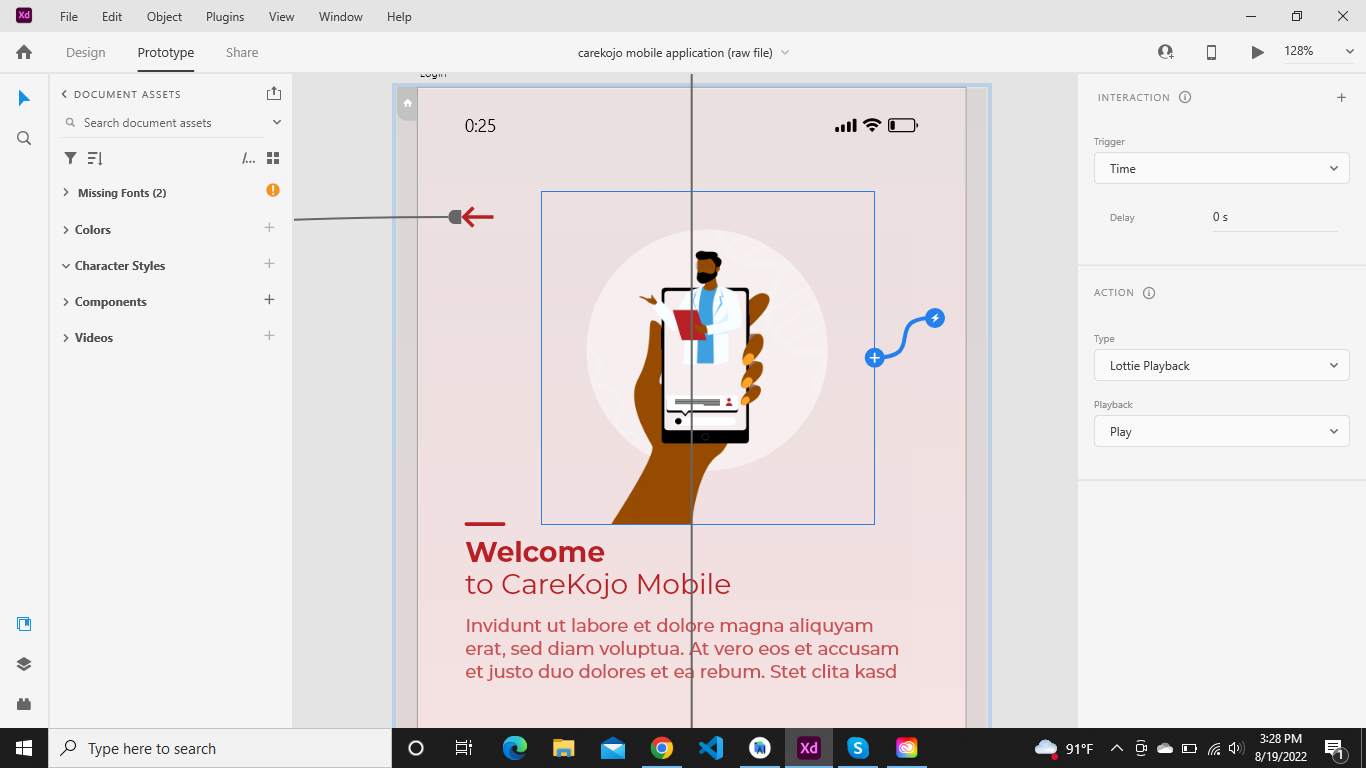 Xd
File
Edit
Object
Plugins
View
Window
Help
Design
Prototype
Share
carekojo mobile application (raw file)
128%
DOCUMENT ASSETS
Search document assets
/...
Missing Fonts (2)
Colors
Character Styles
Components
Videos
Login
0:25
Welcome
to CareKojo Mobile
Invidunt ut labore et dolore magna aliquyam
erat, sed diam voluptua. At vero eos et accusam
et justo duo dolores et ea rebum. Stet clita kasd
INTERACTION
Trigger
Time
Delay
0 s
ACTION
Type
Lottie Playback
Playback
Play
Type here to search
Xd
91°F
3:28 PM
8/19/2022
1